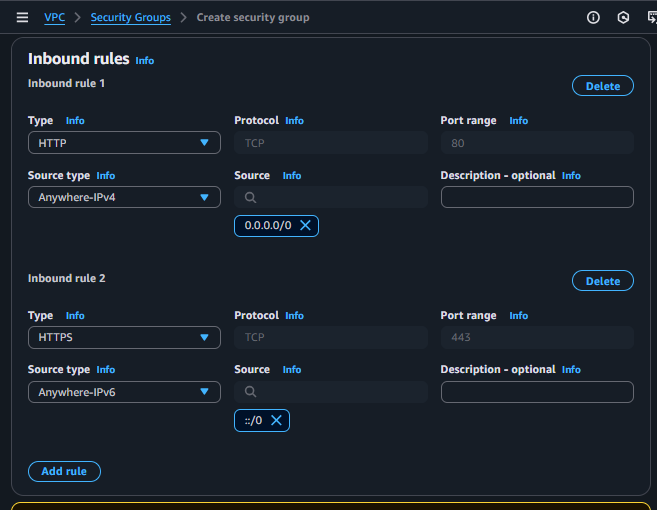 VPC > Security Groups > Create security group
Inbound rules Info
Inbound rule 1
Delete
Type Info Protocol Info Port range Info
HTTP TCP 80
Source type Info Source Info Description - optional Info
Anywhere-IPv4
0.0.0.0/0
Inbound rule 2
Delete
Type Info Protocol Info Port range Info
HTTPS TCP 443
Source type Info Source Info Description - optional Info
Anywhere-IPv6
::/0
Add rule